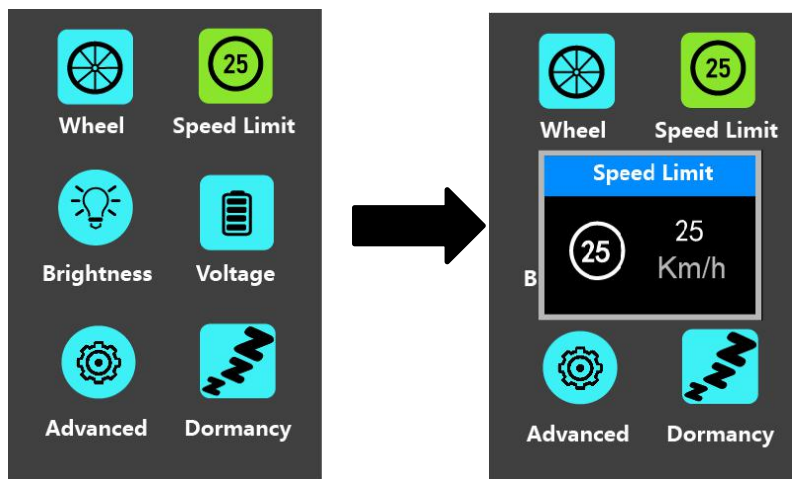 25
Wheel Speed Limit
Brightness Voltage
Advanced Dormancy
25
Wheel Speed Limit
Speed Limit
25 25
Km/h
B
Advanced Dormancy